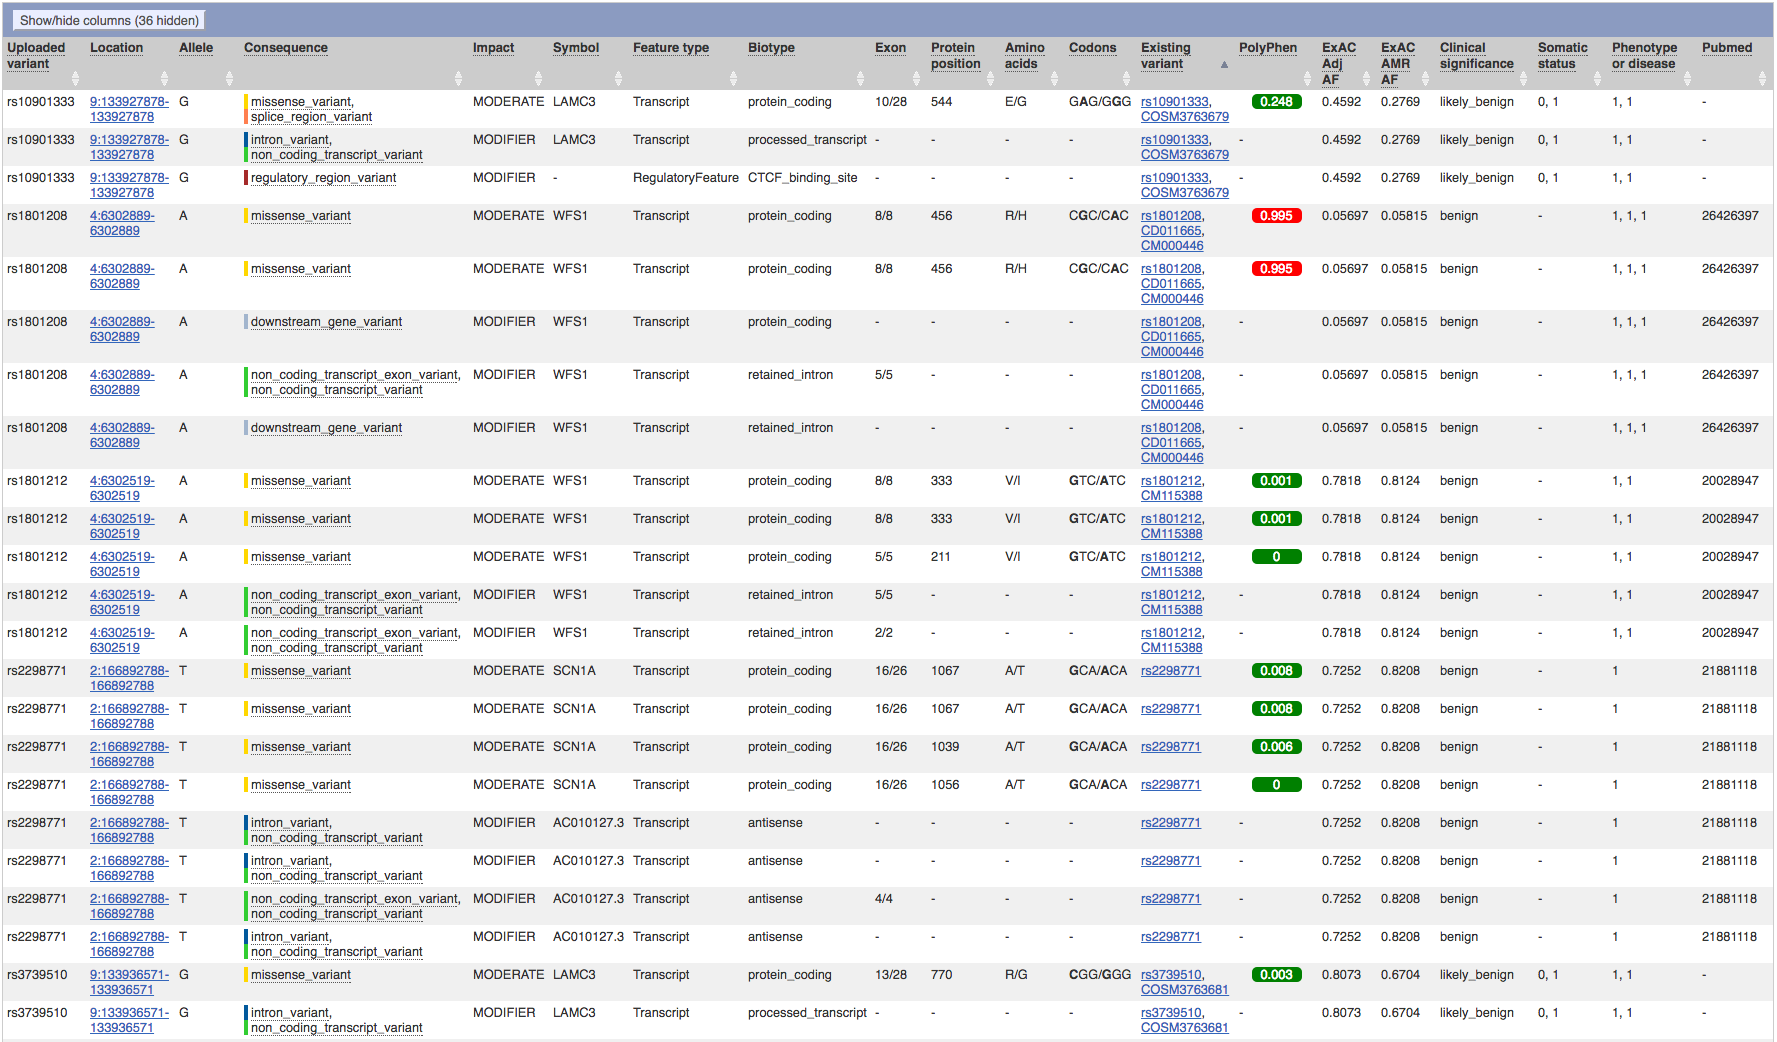 Show/hide columns (36 hidden)
Uploaded variant Location Allele Consequence Impact Symbol Feature type Biotype Exon Protein position Amino acids Codons Existing variant PolyPhen ExAC Adj AF ExAC AMR AF Clinical significance Somatic status Phenotype or disease Pubmed
rs10901333 9:133927878- G missense_variant, MODERATE LAMC3 Transcript protein_coding 10/28 544 E/G GAG/GGG rs10901333, 0.248 0.4592 0.2769 likely_benign 0, 1 1, 1 -
133927878 splice_region_variant COSM3763679
rs10901333 9:133927878- G intron_variant, MODIFIER LAMC3 Transcript processed_transcript - - - - rs10901333, - 0.4592 0.2769 likely_benign 0, 1 1, 1 -
133927878 non_coding_transcript_variant COSM3763679
rs10901333 9:133927878- G regulatory_region_variant MODIFIER - RegulatoryFeature CTCF_binding_site - - - - rs10901333, - 0.4592 0.2769 likely_benign 0, 1 1, 1 -
133927878 COSM3763679
rs1801208 4:6302889- A missense_variant MODERATE WFS1 Transcript protein_coding 8/8 456 R/H CGC/CAC rs1801208, 0.995 0.05697 0.05815 benign - 1, 1, 1 26426397
6302889 CD011665,
CM000446
rs1801208 4:6302889- A missense_variant MODERATE WFS1 Transcript protein_coding 8/8 456 R/H CGC/CAC rs1801208, 0.995 0.05697 0.05815 benign - 1, 1, 1 26426397
6302889 CD011665,
CM000446
rs1801208 4:6302889- A downstream_gene_variant MODIFIER WFS1 Transcript protein_coding - - - - rs1801208, - 0.05697 0.05815 benign - 1, 1, 1 26426397
6302889 CD011665,
CM000446
rs1801208 4:6302889- A non_coding_transcript_exon_variant, MODIFIER WFS1 Transcript retained_intron 5/5 - - - rs1801208, - 0.05697 0.05815 benign - 1, 1, 1 26426397
6302889 non_coding_transcript_variant CD011665,
CM000446
rs1801208 4:6302889- A downstream_gene_variant MODIFIER WFS1 Transcript retained_intron - - - - rs1801208, - 0.05697 0.05815 benign - 1, 1, 1 26426397
6302889 CD011665,
CM000446
rs1801212 4:6302519- A missense_variant MODERATE WFS1 Transcript protein_coding 8/8 333 V/I GTC/ATC rs1801212, 0.001 0.7818 0.8124 benign - 1, 1 20028947
6302519 CM115388
rs1801212 4:6302519- A missense_variant MODERATE WFS1 Transcript protein_coding 8/8 333 V/I GTC/ATC rs1801212, 0.001 0.7818 0.8124 benign - 1, 1 20028947
6302519 CM115388
rs1801212 4:6302519- A missense_variant MODERATE WFS1 Transcript protein_coding 5/5 211 V/I GTC/ATC rs1801212, 0 0.7818 0.8124 benign - 1, 1 20028947
6302519 CM115388
rs1801212 4:6302519- A non_coding_transcript_exon_variant, MODIFIER WFS1 Transcript retained_intron 5/5 - - - rs1801212, - 0.7818 0.8124 benign - 1, 1 20028947
6302519 non_coding_transcript_variant CM115388
rs1801212 4:6302519- A non_coding_transcript_exon_variant, MODIFIER WFS1 Transcript retained_intron 2/2 - - - rs1801212, - 0.7818 0.8124 benign - 1, 1 20028947
6302519 non_coding_transcript_variant CM115388
rs2298771 2:166892788- T missense_variant MODERATE SCN1A Transcript protein_coding 16/26 1067 A/T GCA/ACA rs2298771 0.008 0.7252 0.8208 benign - 1 21881118
166892788
rs2298771 2:166892788- T missense_variant MODERATE SCN1A Transcript protein_coding 16/26 1067 A/T GCA/ACA rs2298771 0.008 0.7252 0.8208 benign - 1 21881118
166892788
rs2298771 2:166892788- T missense_variant MODERATE SCN1A Transcript protein_coding 16/26 1039 A/T GCA/ACA rs2298771 0.006 0.7252 0.8208 benign - 1 21881118
166892788
rs2298771 2:166892788- T missense_variant MODERATE SCN1A Transcript protein_coding 16/26 1056 A/T GCA/ACA rs2298771 0 0.7252 0.8208 benign - 1 21881118
166892788
rs2298771 2:166892788- T intron_variant, MODIFIER AC010127.3 Transcript antisense - - - - rs2298771 - 0.7252 0.8208 benign - 1 21881118
166892788 non_coding_transcript_variant
rs2298771 2:166892788- T intron_variant, MODIFIER AC010127.3 Transcript antisense - - - - rs2298771 - 0.7252 0.8208 benign - 1 21881118
166892788 non_coding_transcript_variant
rs2298771 2:166892788- T non_coding_transcript_exon_variant, MODIFIER AC010127.3 Transcript antisense 4/4 - - - rs2298771 - 0.7252 0.8208 benign - 1 21881118
166892788 non_coding_transcript_variant
rs2298771 2:166892788- T intron_variant, MODIFIER AC010127.3 Transcript antisense - - - - rs2298771 - 0.7252 0.8208 benign - 1 21881118
166892788 non_coding_transcript_variant
rs3739510 9:133936571- G missense_variant MODERATE LAMC3 Transcript protein_coding 13/28 770 R/G CGG/GGG rs3739510, 0.003 0.8073 0.6704 likely_benign 0, 1 1, 1 -
133936571 COSM3763681
rs3739510 9:133936571- G intron_variant, MODIFIER LAMC3 Transcript processed_transcript - - - - rs3739510, - 0.8073 0.6704 likely_benign 0, 1 1, 1 -
133936571 non_coding_transcript_variant COSM3763681